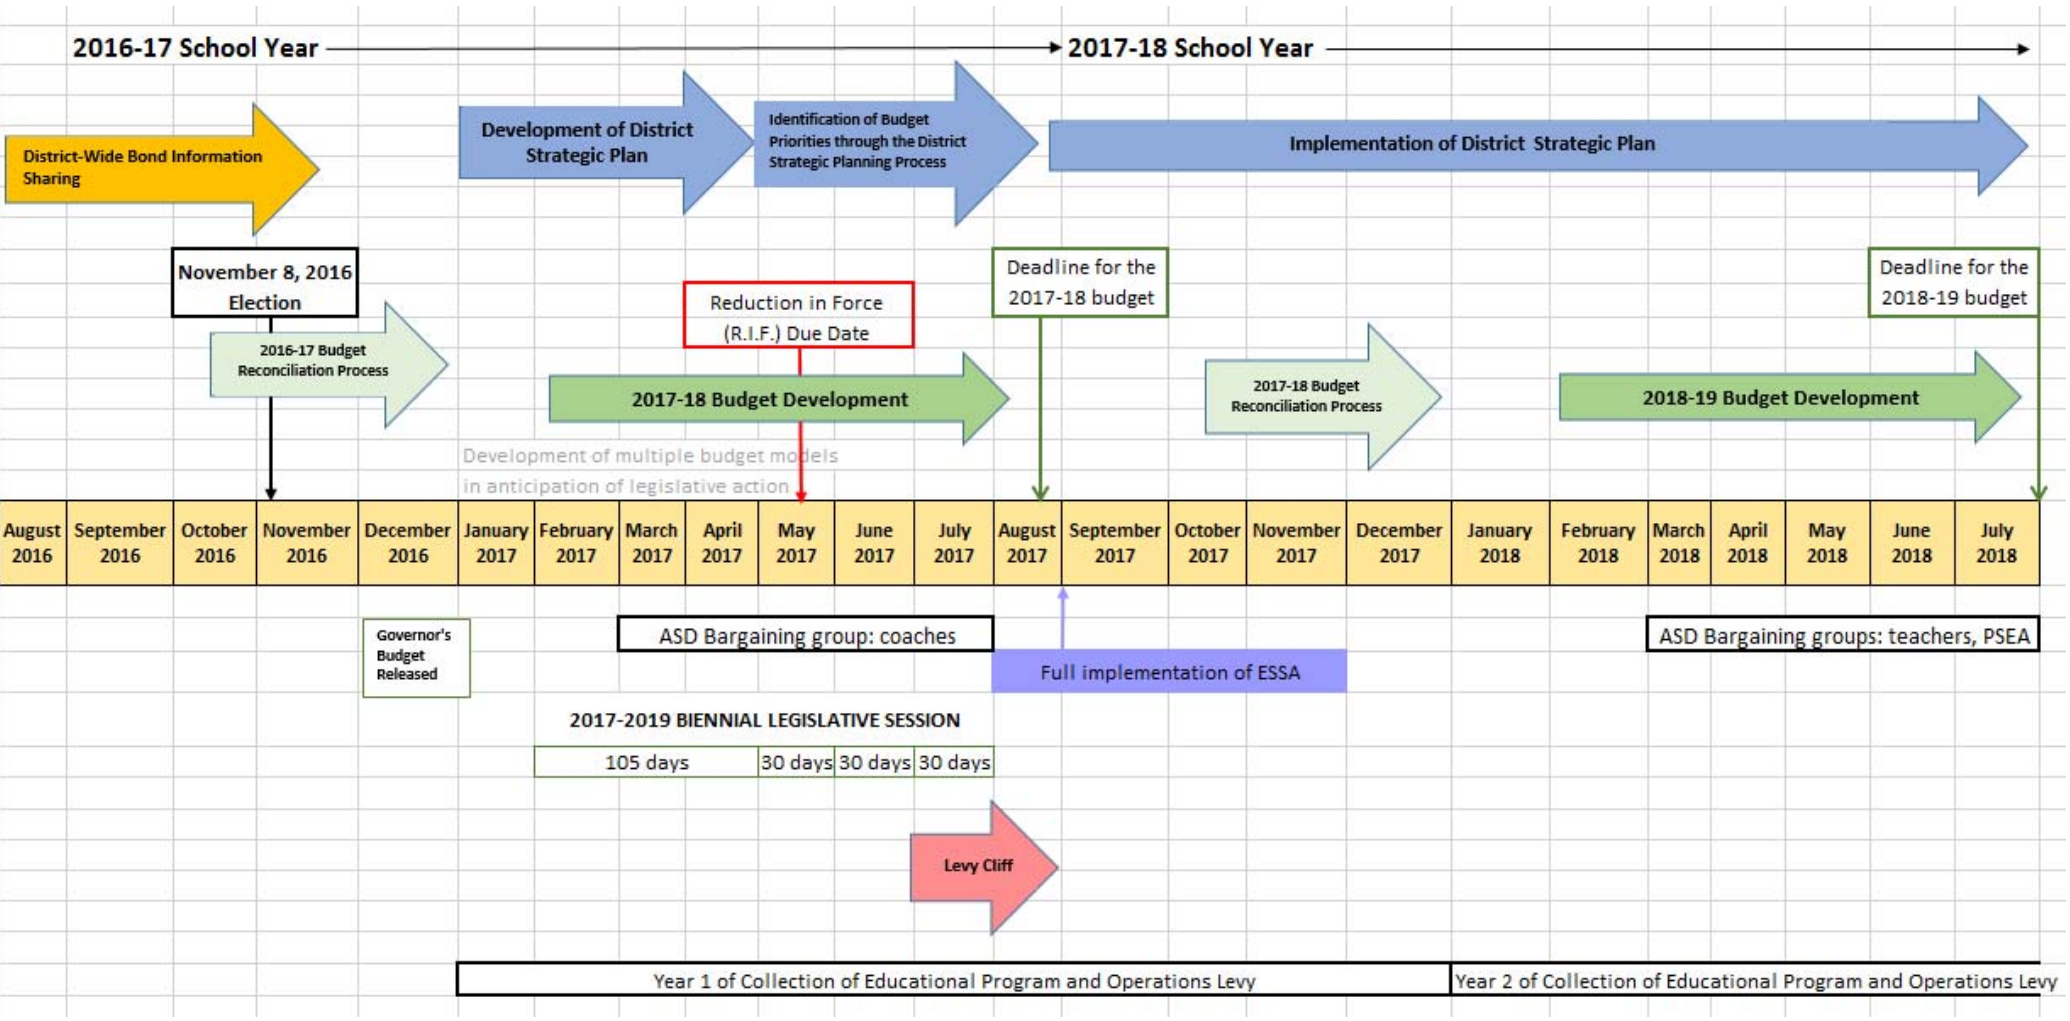 2016-17 School Year
2017-18 School Year
District-Wide Bond Information
Sharing
Development of District
Strategic Plan
Identification of Budget
Priorities through the District
Strategic Planning Process
Implementation of District Strategic Plan
November 8, 2016
Election
Reduction in Force
(R.I.F.) Due Date
Deadline for the
2017-18 budget
Deadline for the
2018-19 budget
2016-17 Budget
Reconciliation Process
2017-18 Budget Development
2017-18 Budget
Reconciliation Process
2018-19 Budget Development
Development of multiple budget models
in anticipation of legislative action
August
2016
September
2016
October
2016
November
2016
December
2016
January
2017
February
2017
March
2017
April
2017
May
2017
June
2017
July
2017
August
2017
September
2017
October
2017
November
2017
December
2017
January
2018
February
2018
March
2018
April
2018
May
2018
June
2018
July
2018
Governor's
Budget
Released
ASD Bargaining group: coaches
ASD Bargaining groups: teachers, PSEA
Full implementation of ESSA
2017-2019 BIENNIAL LEGISLATIVE SESSION
105 days
30 days
30 days
30 days
Levy Cliff
Year 1 of Collection of Educational Program and Operations Levy
Year 2 of Collection of Educational Program and Operations Levy